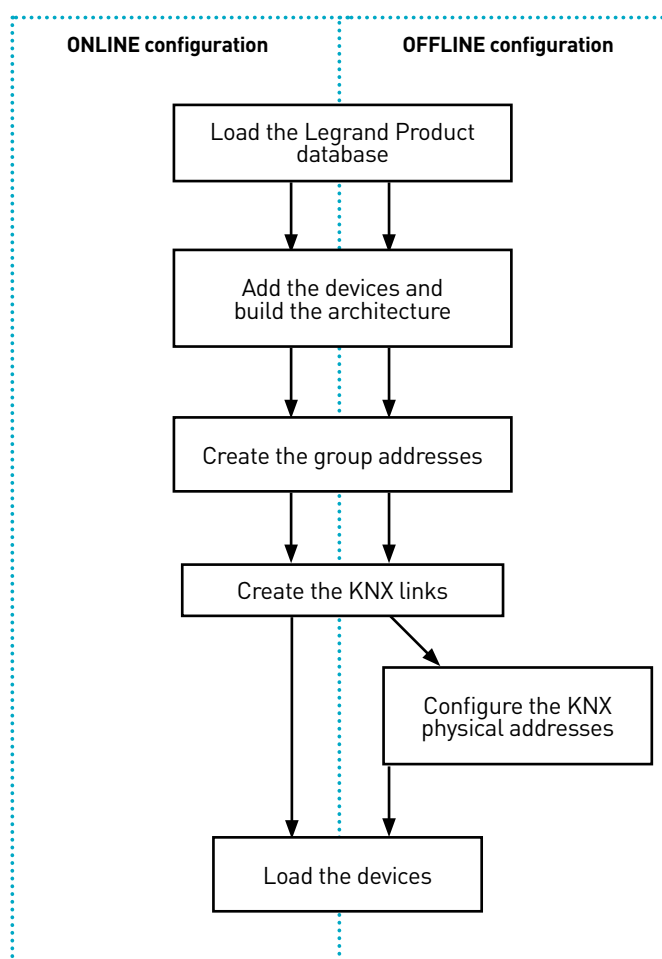 ONLINE configuration
OFFLINE configuration
Load the Legrand Product
database
Add the devices and
build the architecture
Create the group addresses
Create the KNX links
Configure the KNX
physical addresses
Load the devices